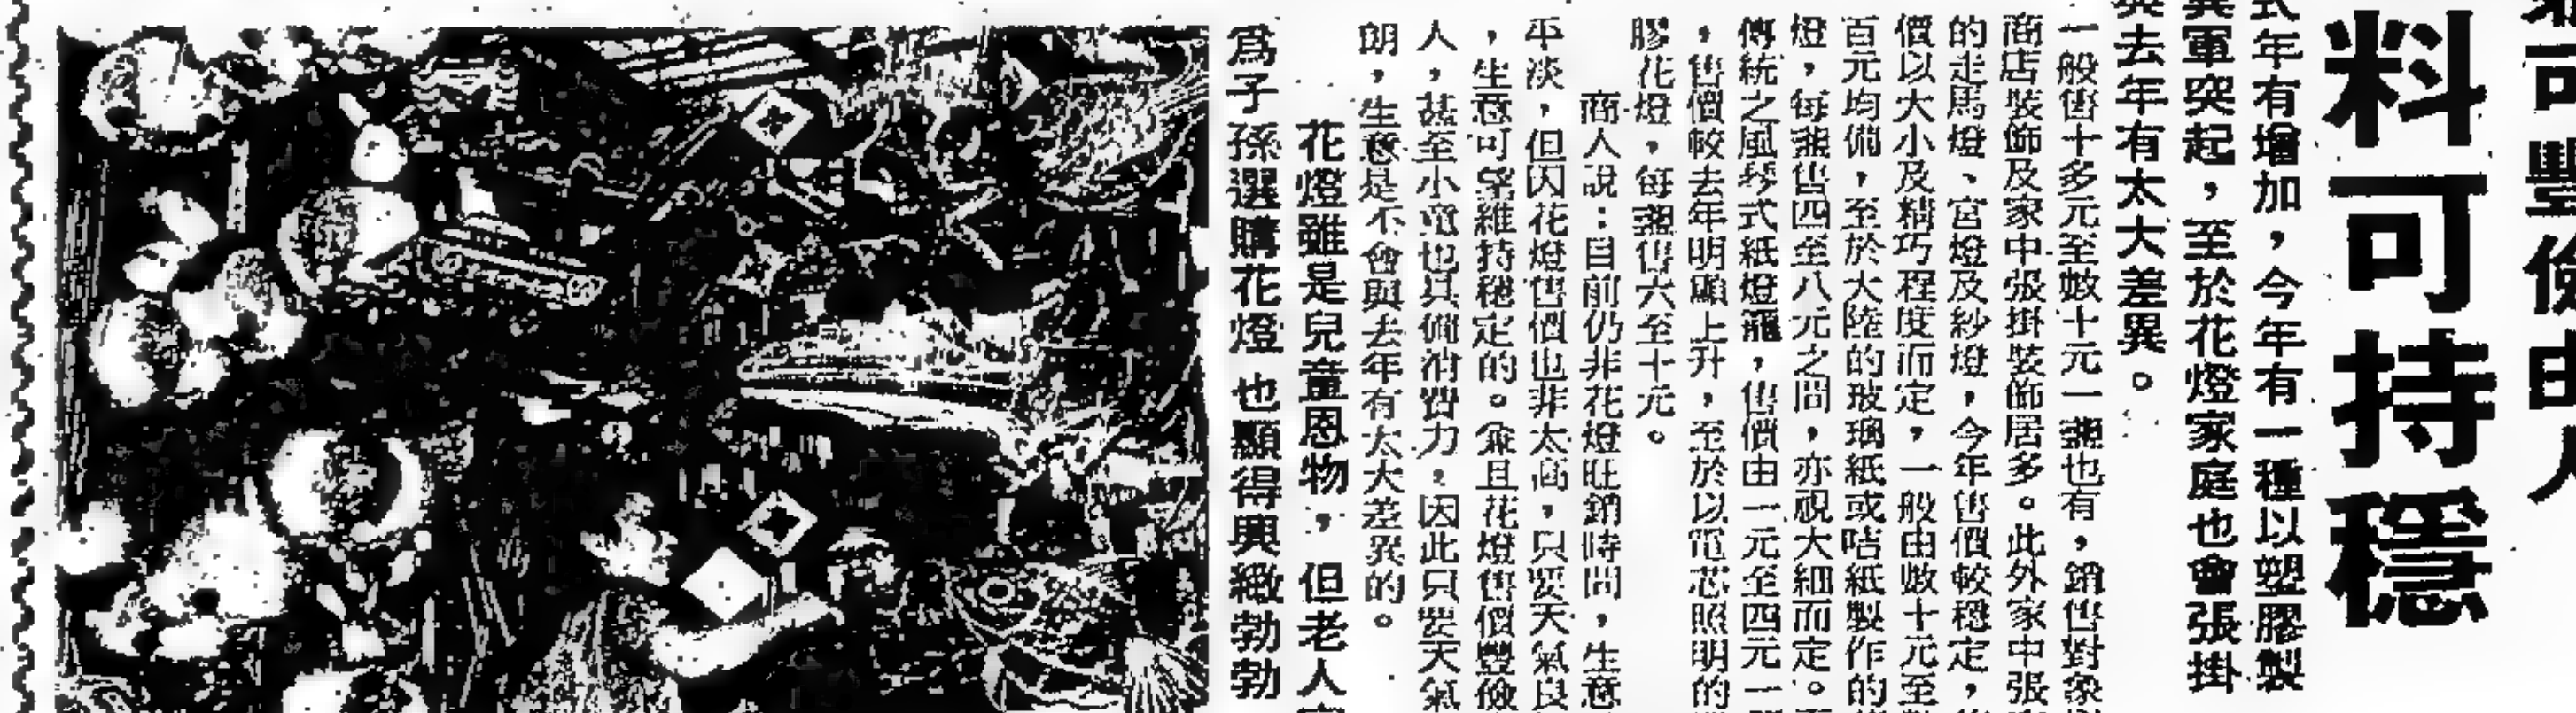 可豐儉由人
料可持穩
式年有增加，今年有一種以塑膠製
異軍突起，至於花燈家庭也會張掛
與去年有太大差異。
一般售十多元至數十元一盞也有，銷售對象
商店裝飾及家中張掛裝飾居多。此外家中張
的走馬燈、宮燈及紗燈，今年售價較穩定，
價以大小及精巧程度而定，一般由數十元至
百元均備，至於大陸的玻璃紙或啱紙製作的
燈，每盞售四至八元之間，亦視大細而定。
傳統之風琴式紙燈籠，售價由一元至四元一
，售價較去年明顯上升，至於以電芯照明的
膠花燈，每盞售六至十元。
商人說：目前仍非花燈旺銷時間，生意
平淡，但因花燈售價也非太高，只要天氣良
，生意可望維持穩定的。兼且花燈售價豐儉
人，甚至小童也具備消費力，因此只要天氣
朗，生意是不會與去年有太大差異的。
花燈雖是兒童恩物，但老人
爲子孫選購花燈也顯得興緻勃勃